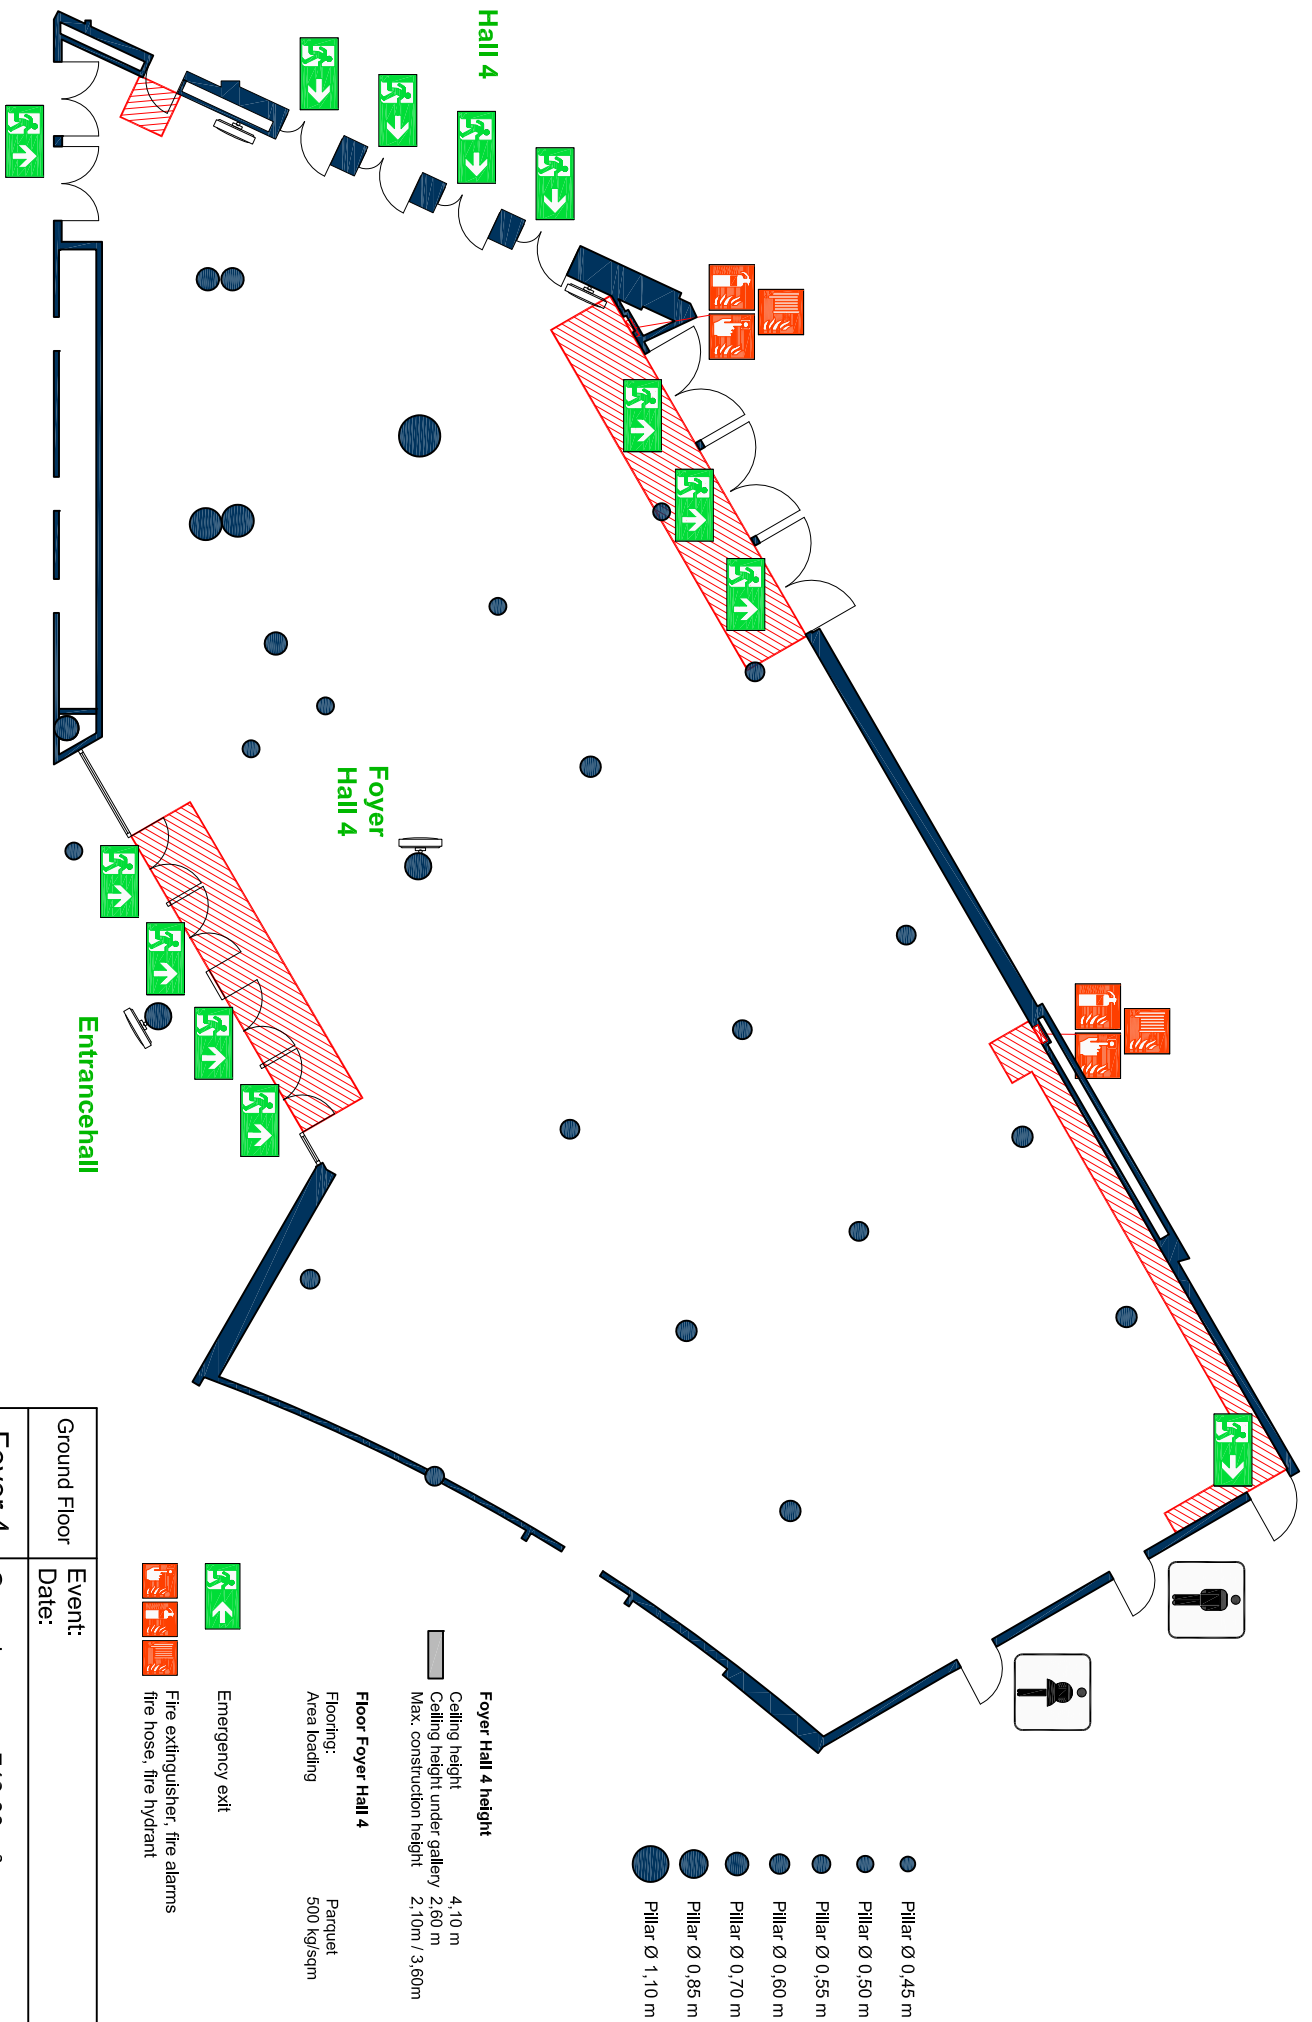 Hall 4
Foyer
Hall 4
Entrancehall
Pillar Ø 0,45 m
Pillar Ø 0,50 m
Pillar Ø 0,55 m
Pillar Ø 0,60 m
Pillar Ø 0,70 m
Pillar Ø 0,85 m
Pillar Ø 1,10 m
Foyer Hall 4 height
Ceiling height 4,10 m
Ceiling height under gallery 2,60 m
Max. construction height 2,10m / 3,60m
Floor Foyer Hall 4
Flooring: Parquet
Area loading 500 kg/sqm
Emergency exit
Fire extinguisher, fire alarms
fire hose, fire hydrant
Ground Floor
Event:
Date:
Foyer 4